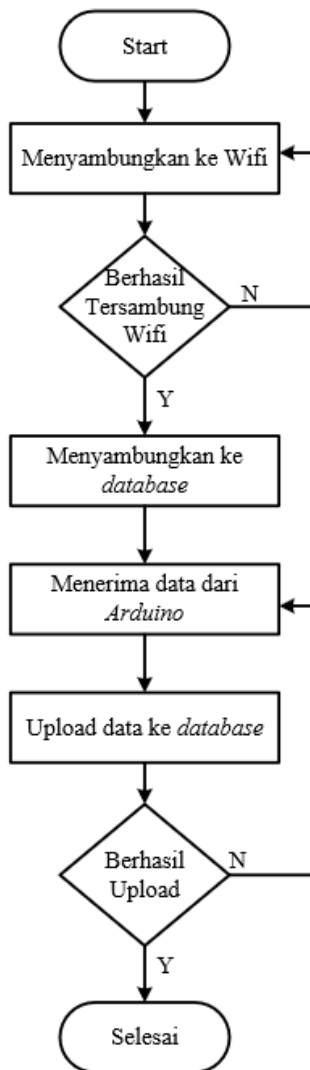 Start
Menyambungkan ke Wifi
Berhasil
Tersambung
Wifi
N
Y
Menyambungkan ke
database
Menerima data dari
Arduino
Upload data ke database
Berhasil
Upload
N
Y
Selesai